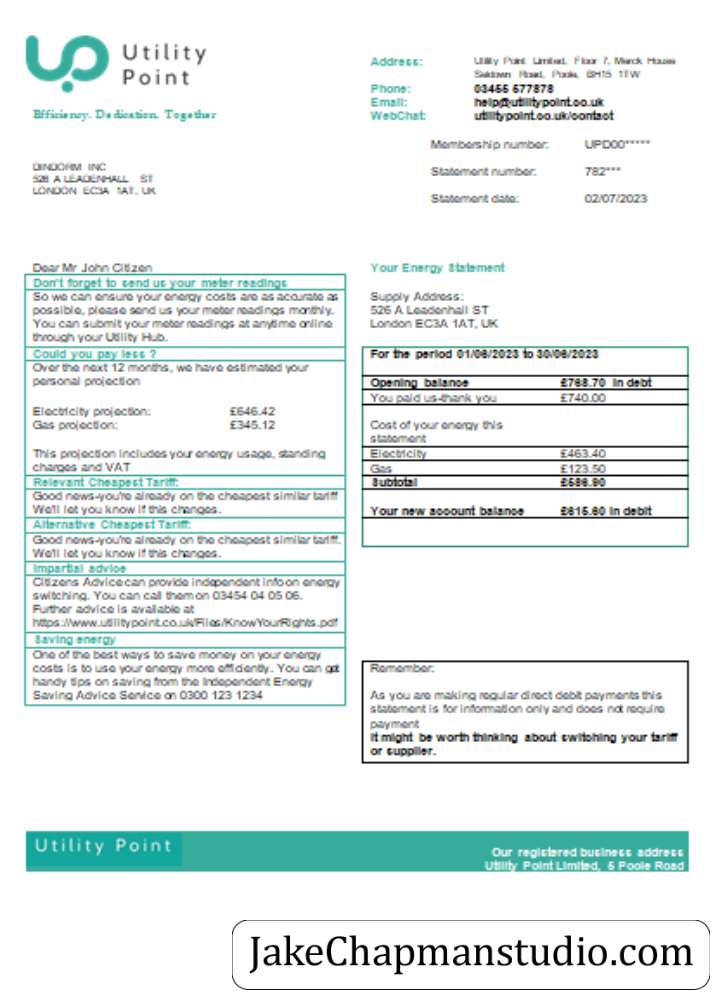 Utility
Point
Efficiency. Dedication. Together
Address: Utility Point Limited, Floor 7, Merck House
Seldown Road, Poole, BH15 1TW
Phone: 03455 577878
Email: help@utilitypoint.co.uk
WebChat: utilitypoint.co.uk/contact
Membership number: UPD00*****
Statement number: 782***
Statement date: 02/07/2023
DINDORM INC
526 A LEADENHALL ST
LONDON EC3A 1AT, UK
Dear Mr John Citizen
Don't forget to send us your meter readings
So we can ensure your energy costs are as accurate as
possible, please send us your meter readings monthly.
You can submit your meter readings at anytime online
through your Utility Hub.
Could you pay less ?
Over the next 12 months, we have estimated your
personal projection
Electricity projection: £646.42
Gas projection: £345.12
This projection includes your energy usage, standing
charges and VAT
Relevant Cheapest Tariff:
Good news-you're already on the cheapest similar tariff
We'll let you know if this changes.
Alternative Cheapest Tariff:
Good news-you're already on the cheapest similar tariff.
We'll let you know if this changes.
Impartial advice
Citizens Advice can provide independent info on energy
switching. You can call them on 03454 04 05 06.
Further advice is available at
https://www.utilitypoint.co.uk/Files/KnowYourRights.pdf
Saving energy
One of the best ways to save money on your energy
costs is to use your energy more efficiently. You can get
handy tips on saving from the Independent Energy
Saving Advice Service on 0300 123 1234
Your Energy Statement
Supply Address:
526 A Leadenhall ST
London EC3A 1AT, UK
For the period 01/06/2023 to 30/06/2023
Opening balance £768.70 in debt
You paid us-thank you £740.00
Cost of your energy this
statement
Electricity £463.40
Gas £123.50
Subtotal £586.90
Your new account balance £615.60 in debit
Remember:
As you are making regular direct debit payments this
statement is for information only and does not require
payment
It might be worth thinking about switching your tariff
or supplier.
Utility Point
Our registered business address
Utility Point Limited, 5 Poole Road
JakeChapmanstudio.com